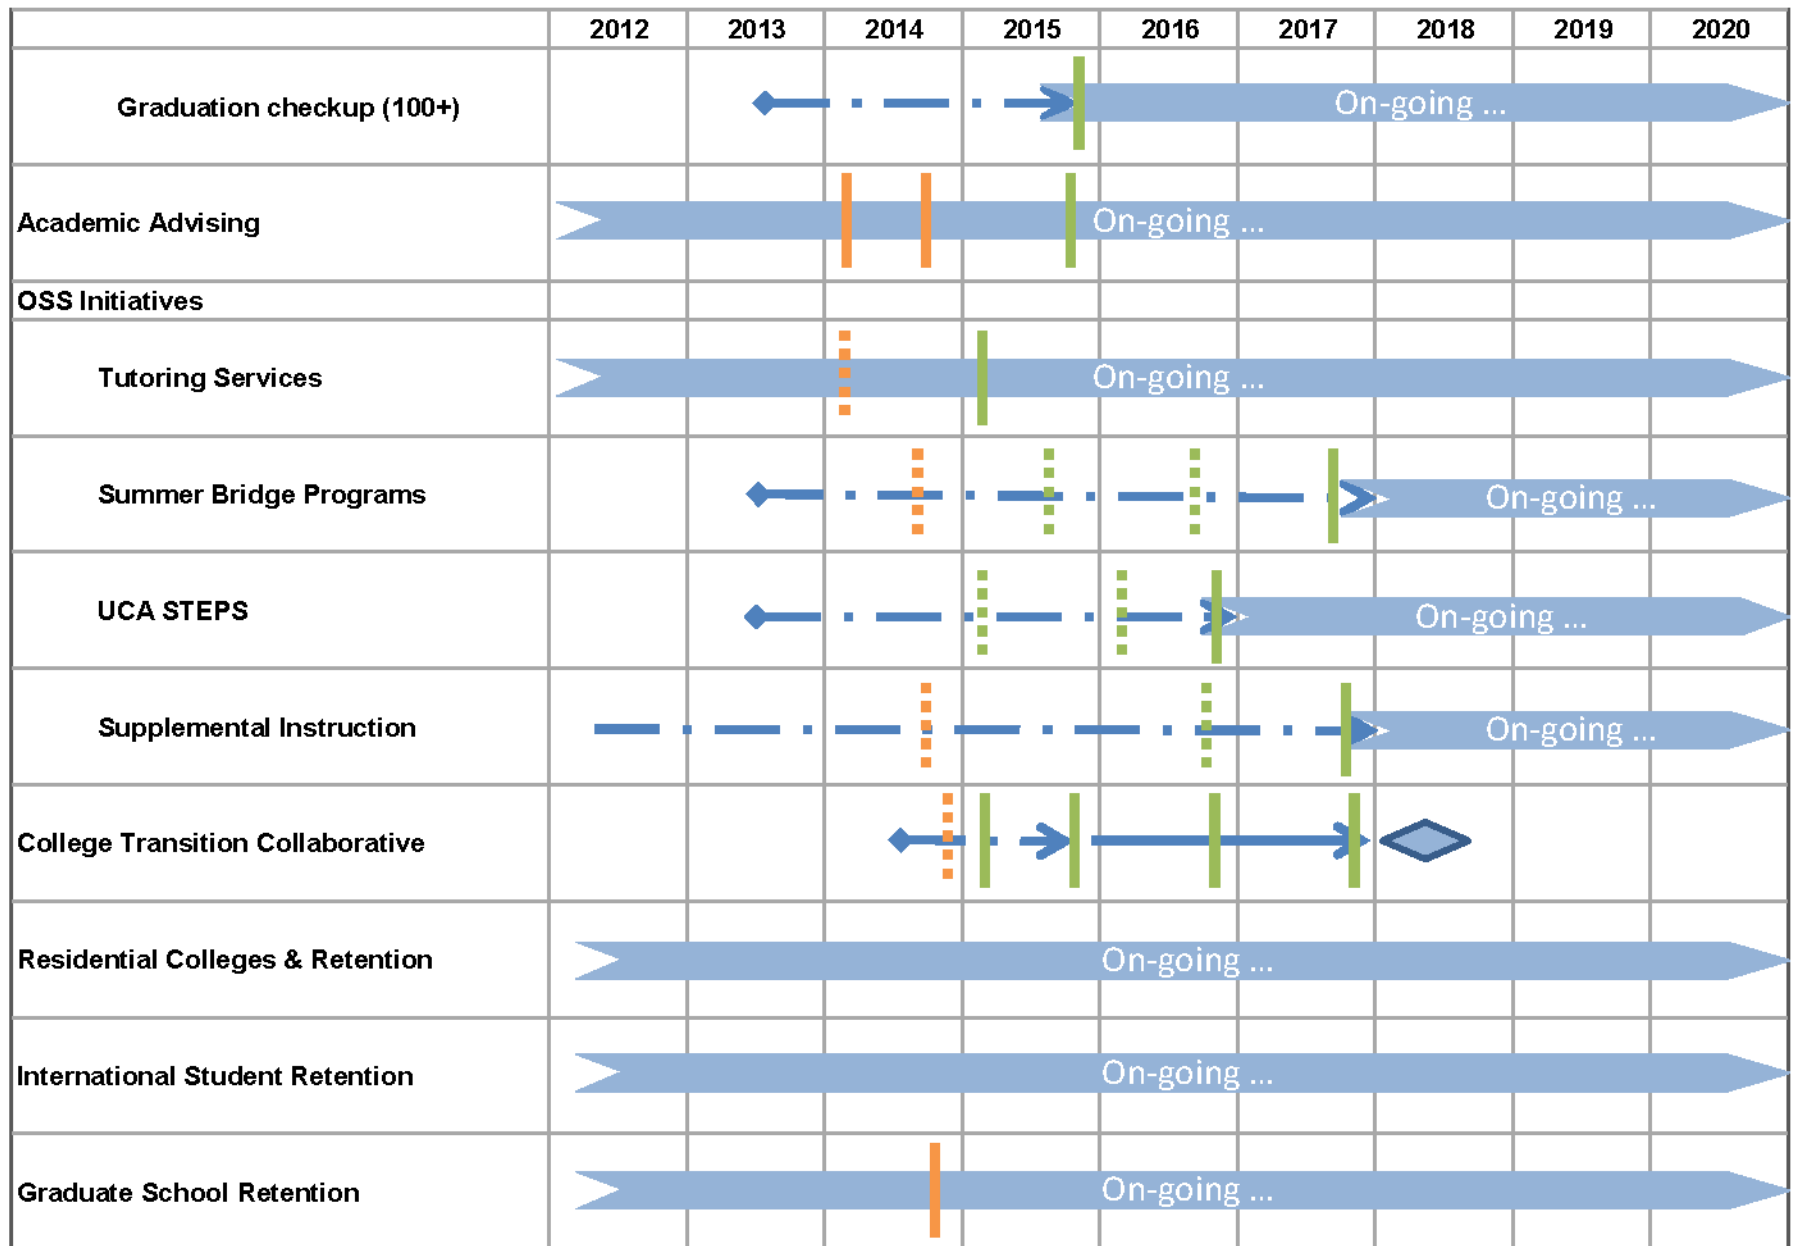 2012 2013 2014 2015 2016 2017 2018 2019 2020
Graduation checkup (100+) On-going ...
Academic Advising On-going ...
OSS Initiatives
Tutoring Services On-going ...
Summer Bridge Programs On-going ...
UCA STEPS On-going ...
Supplemental Instruction On-going ...
College Transition Collaborative
Residential Colleges & Retention On-going ...
International Student Retention On-going ...
Graduate School Retention On-going ...